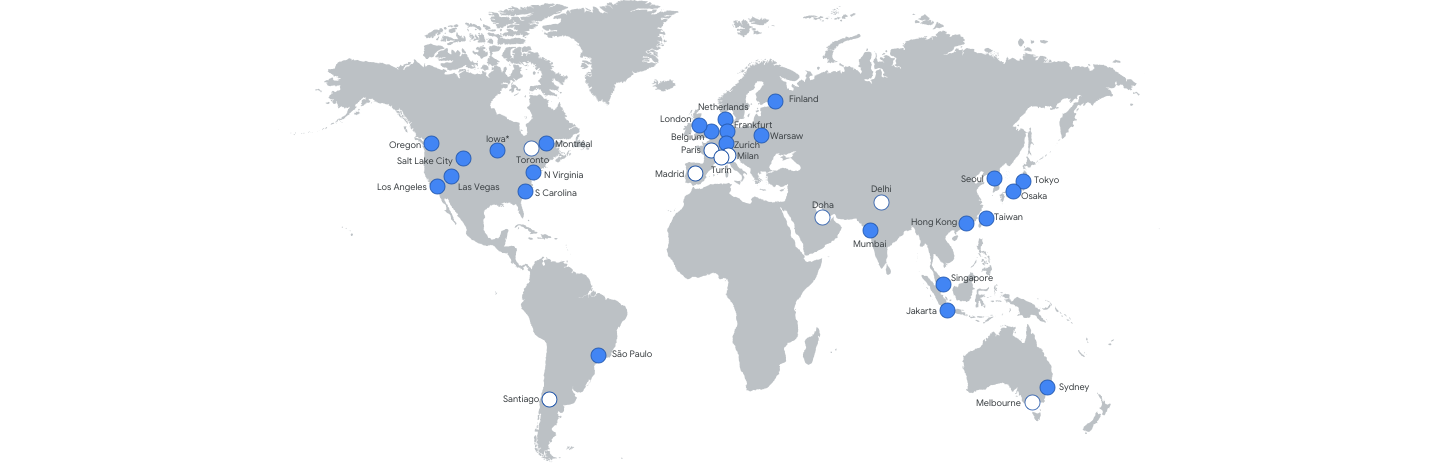 Finland
Netherlands
London
Frankfurt
Belgium
Warsaw
Oregon
Iowa*
Montréal
Zurich
Paris
Milan
Salt Lake City
Toronto
Turin
Madrid
N Virginia
Los Angeles
Las Vegas
S Carolina
Seoul
Tokyo
Osaka
Delhi
Doha
Hong Kong
Taiwan
Mumbai
Singapore
Jakarta
São Paulo
Sydney
Santiago
Melbourne